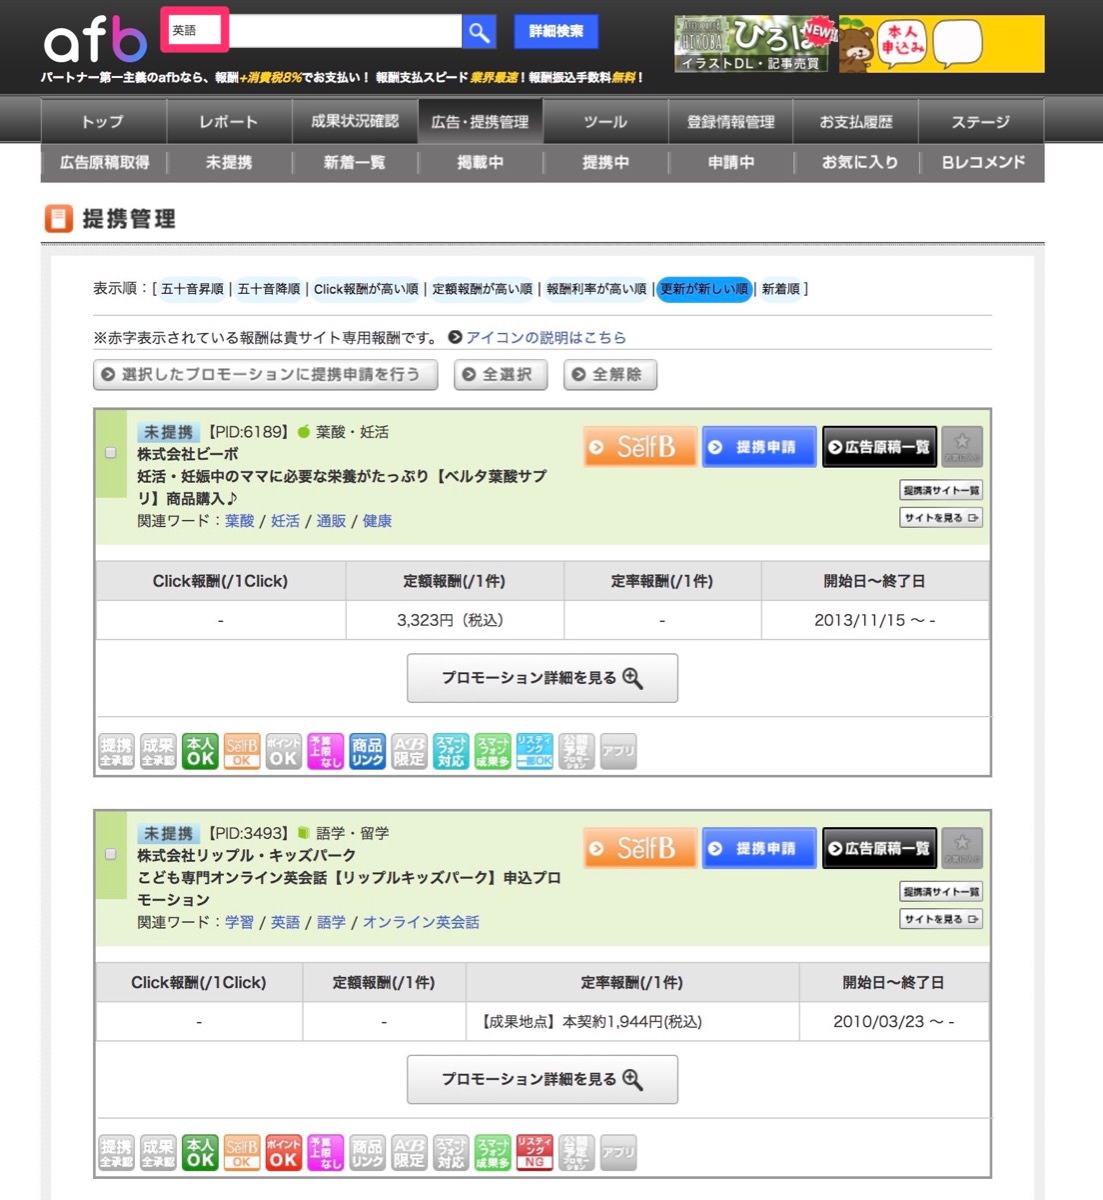 afb
英語
詳細検索
HIROBA
ひろば
NEW!!
イラストDL・記事売買
本人
申込み
パートナー第一主義のafbなら、報酬+消費税8%でお支払い！ 報酬支払スピード業界最速！報酬振込手数料無料！
トップ
レポート
成果状況確認
広告・提携管理
ツール
登録情報管理
お支払履歴
ステージ
広告原稿取得
未提携
新着一覧
掲載中
提携中
申請中
お気に入り
Bレコメンド
提携管理
表示順：[ 五十音昇順 | 五十音降順 | Click報酬が高い順 | 定額報酬が高い順 | 報酬利率が高い順 | 更新が新しい順 | 新着順 ]
※赤字表示されている報酬は貴サイト専用報酬です。 アイコンの説明はこちら
選択したプロモーションに提携申請を行う
全選択
全解除
未提携 【PID:6189】 葉酸・妊活
株式会社ビーボ
妊活・妊娠中のママに必要な栄養がたっぷり【ベルタ葉酸サプ
リ】商品購入♪
関連ワード：葉酸 / 妊活 / 通販 / 健康
SelfB
提携申請
広告原稿一覧
お気に入り
提携済サイト一覧
サイトを見る
Click報酬(/1Click)
定額報酬(/1件)
定率報酬(/1件)
開始日〜終了日
-
3,323円（税込）
-
2013/11/15 〜 -
プロモーション詳細を見る
提携
全承認
成果
全承認
本人
OK
SelfB
OK
ポイント
OK
予算
上限
なし
商品
リンク
A/B
限定
スマート
フォン
対応
スマート
フォン
成果多
リスティ
ング
一部OK
公開
予定
プロモー
ション
アプリ
未提携 【PID:3493】 語学・留学
株式会社リップル・キッズパーク
こども専門オンライン英会話【リップルキッズパーク】申込プロ
モーション
関連ワード：学習 / 英語 / 語学 / オンライン英会話
SelfB
提携申請
広告原稿一覧
お気に入り
提携済サイト一覧
サイトを見る
Click報酬(/1Click)
定額報酬(/1件)
定率報酬(/1件)
開始日〜終了日
-
-
【成果地点】本契約1,944円(税込)
2010/03/23 〜 -
プロモーション詳細を見る
提携
全承認
成果
全承認
本人
OK
SelfB
OK
ポイント
OK
予算
上限
なし
商品
リンク
A/B
限定
スマート
フォン
対応
スマート
フォン
成果多
リスティ
ング
NG
公開
予定
プロモー
ション
アプリ